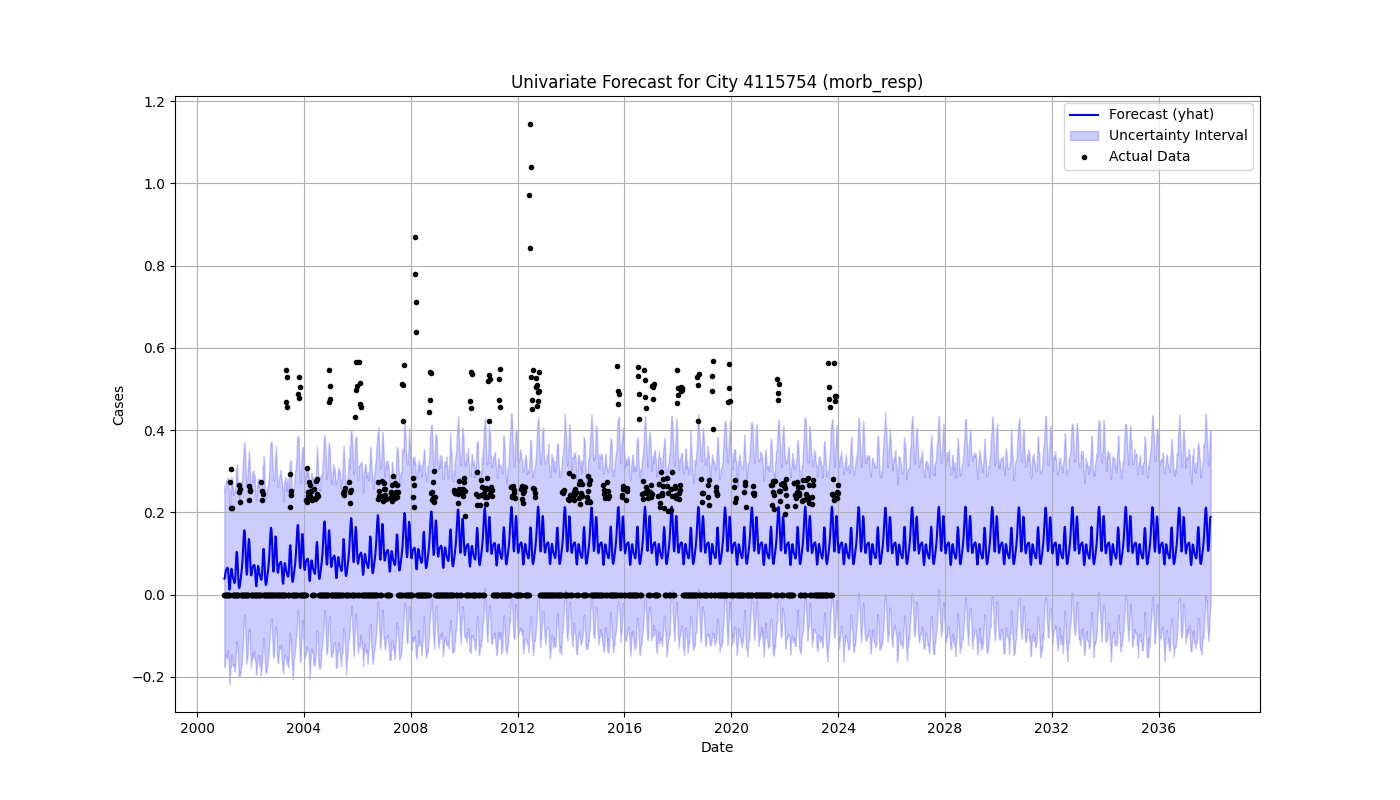 Univariate Forecast for City 4115754 (morb_resp)
Forecast (yhat)
Uncertainty Interval
Actual Data
Cases
1.2
1.0
0.8
0.6
0.4
0.2
0.0
−0.2
2000 2004 2008 2012 2016 2020 2024 2028 2032 2036
Date